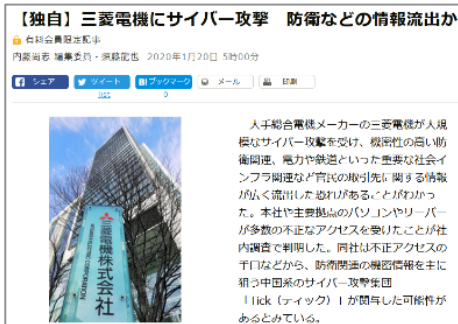 【独自】三菱電機にサイバー攻撃 防衛などの情報流出か
有料会員限定記事
内藤尚志 編集委員・須藤龍也 2020年1月20日 5時00分
シェア ツイート ブックマーク メール 印刷
list 0
大手総合電機メーカーの三菱電機が大規
模なサイバー攻撃を受け、機密性の高い防
衛関連、電力や鉄道といった重要な社会イ
ンフラ関連など官民の取引先に関する情報
が広く流出した恐れがあることがわかっ
た。本社や主要拠点のパソコンやサーバー
が多数の不正なアクセスを受けたことが社
内調査で判明した。同社は不正アクセスの
手口などから、防衛関連の機密情報を主に
狙う中国系のサイバー攻撃集団
「Tick（ティック）」が関与した可能性が
あるとみている。
三菱電機株式会社
MITSUBISHI ELECTRIC CORPORATION